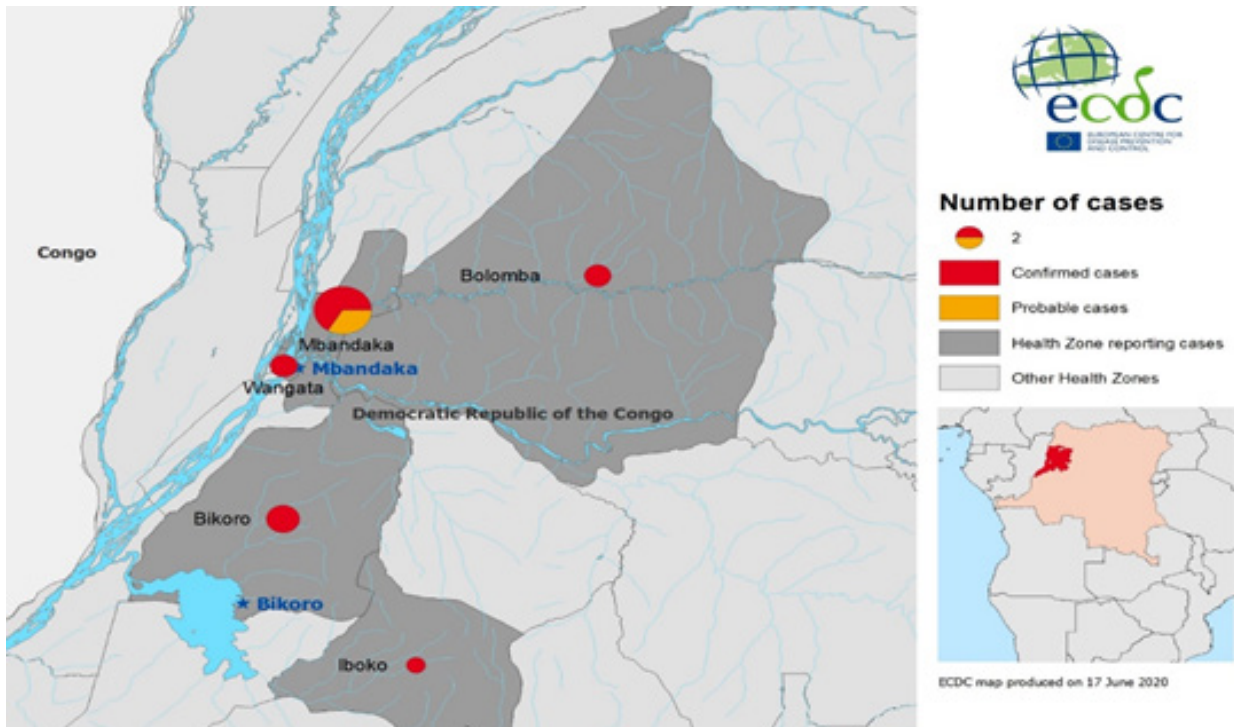 Congo
Bolomba
Mbandaka
Mbandaka
Wangata
Democratic Republic of the Congo
Bikoro
Bikoro
Iboko
ecdc
EUROPEAN CENTRE FOR
DISEASE PREVENTION
AND CONTROL
Number of cases
2
Confirmed cases
Probable cases
Health Zone reporting cases
Other Health Zones
ECDC map produced on 17 June 2020